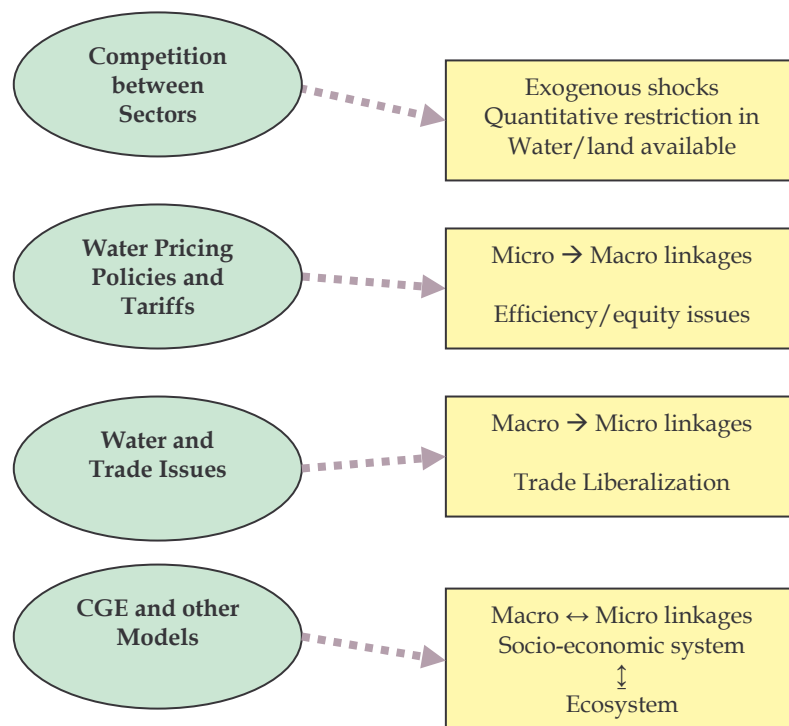 Competition
between
Sectors
Exogenous shocks
Quantitative restriction in
Water/land available
Water Pricing
Policies and
Tariffs
Micro → Macro linkages
Efficiency/equity issues
Water and
Trade Issues
Macro → Micro linkages
Trade Liberalization
CGE and other
Models
Macro ↔ Micro linkages
Socio-economic system
↨
Ecosystem